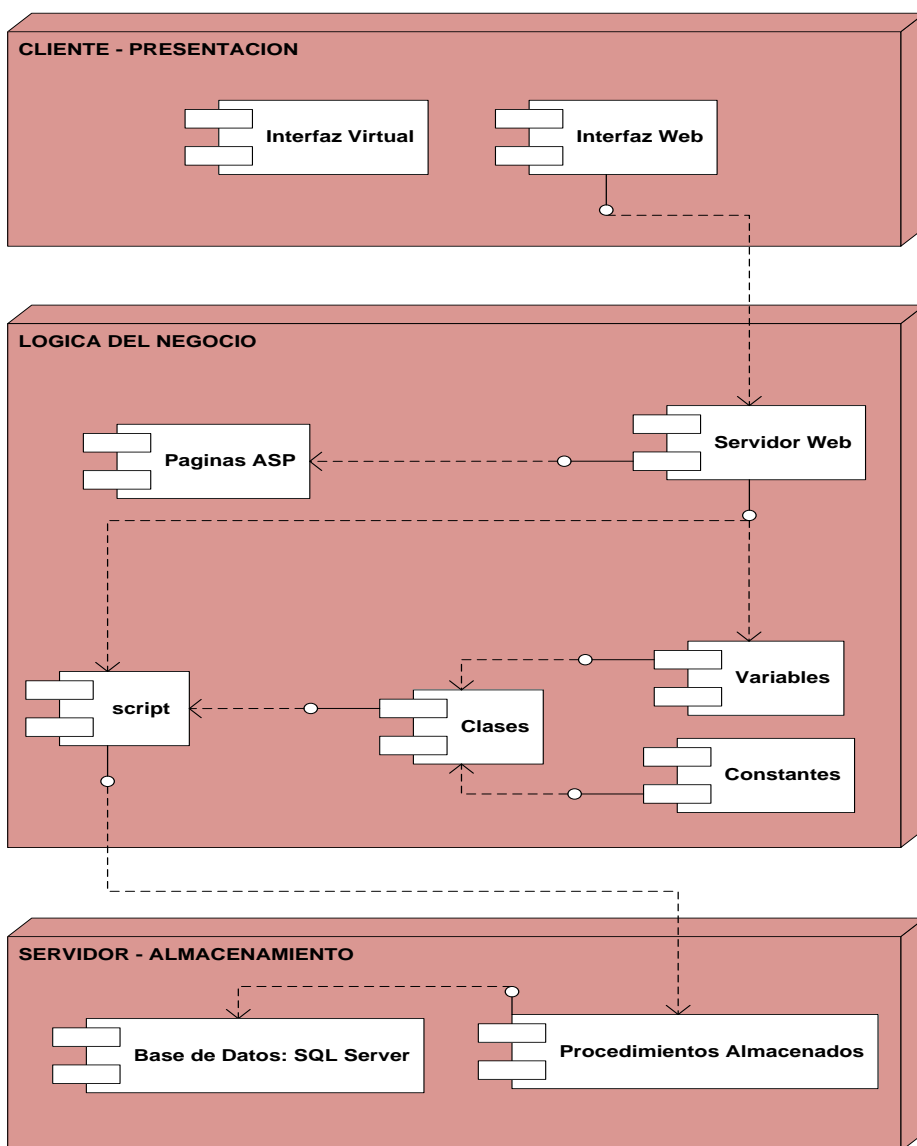 CLIENTE - PRESENTACION
Interfaz Virtual
Interfaz Web
LOGICA DEL NEGOCIO
Servidor Web
Paginas ASP
Variables
script
Clases
Constantes
SERVIDOR - ALMACENAMIENTO
Base de Datos: SQL Server
Procedimientos Almacenados